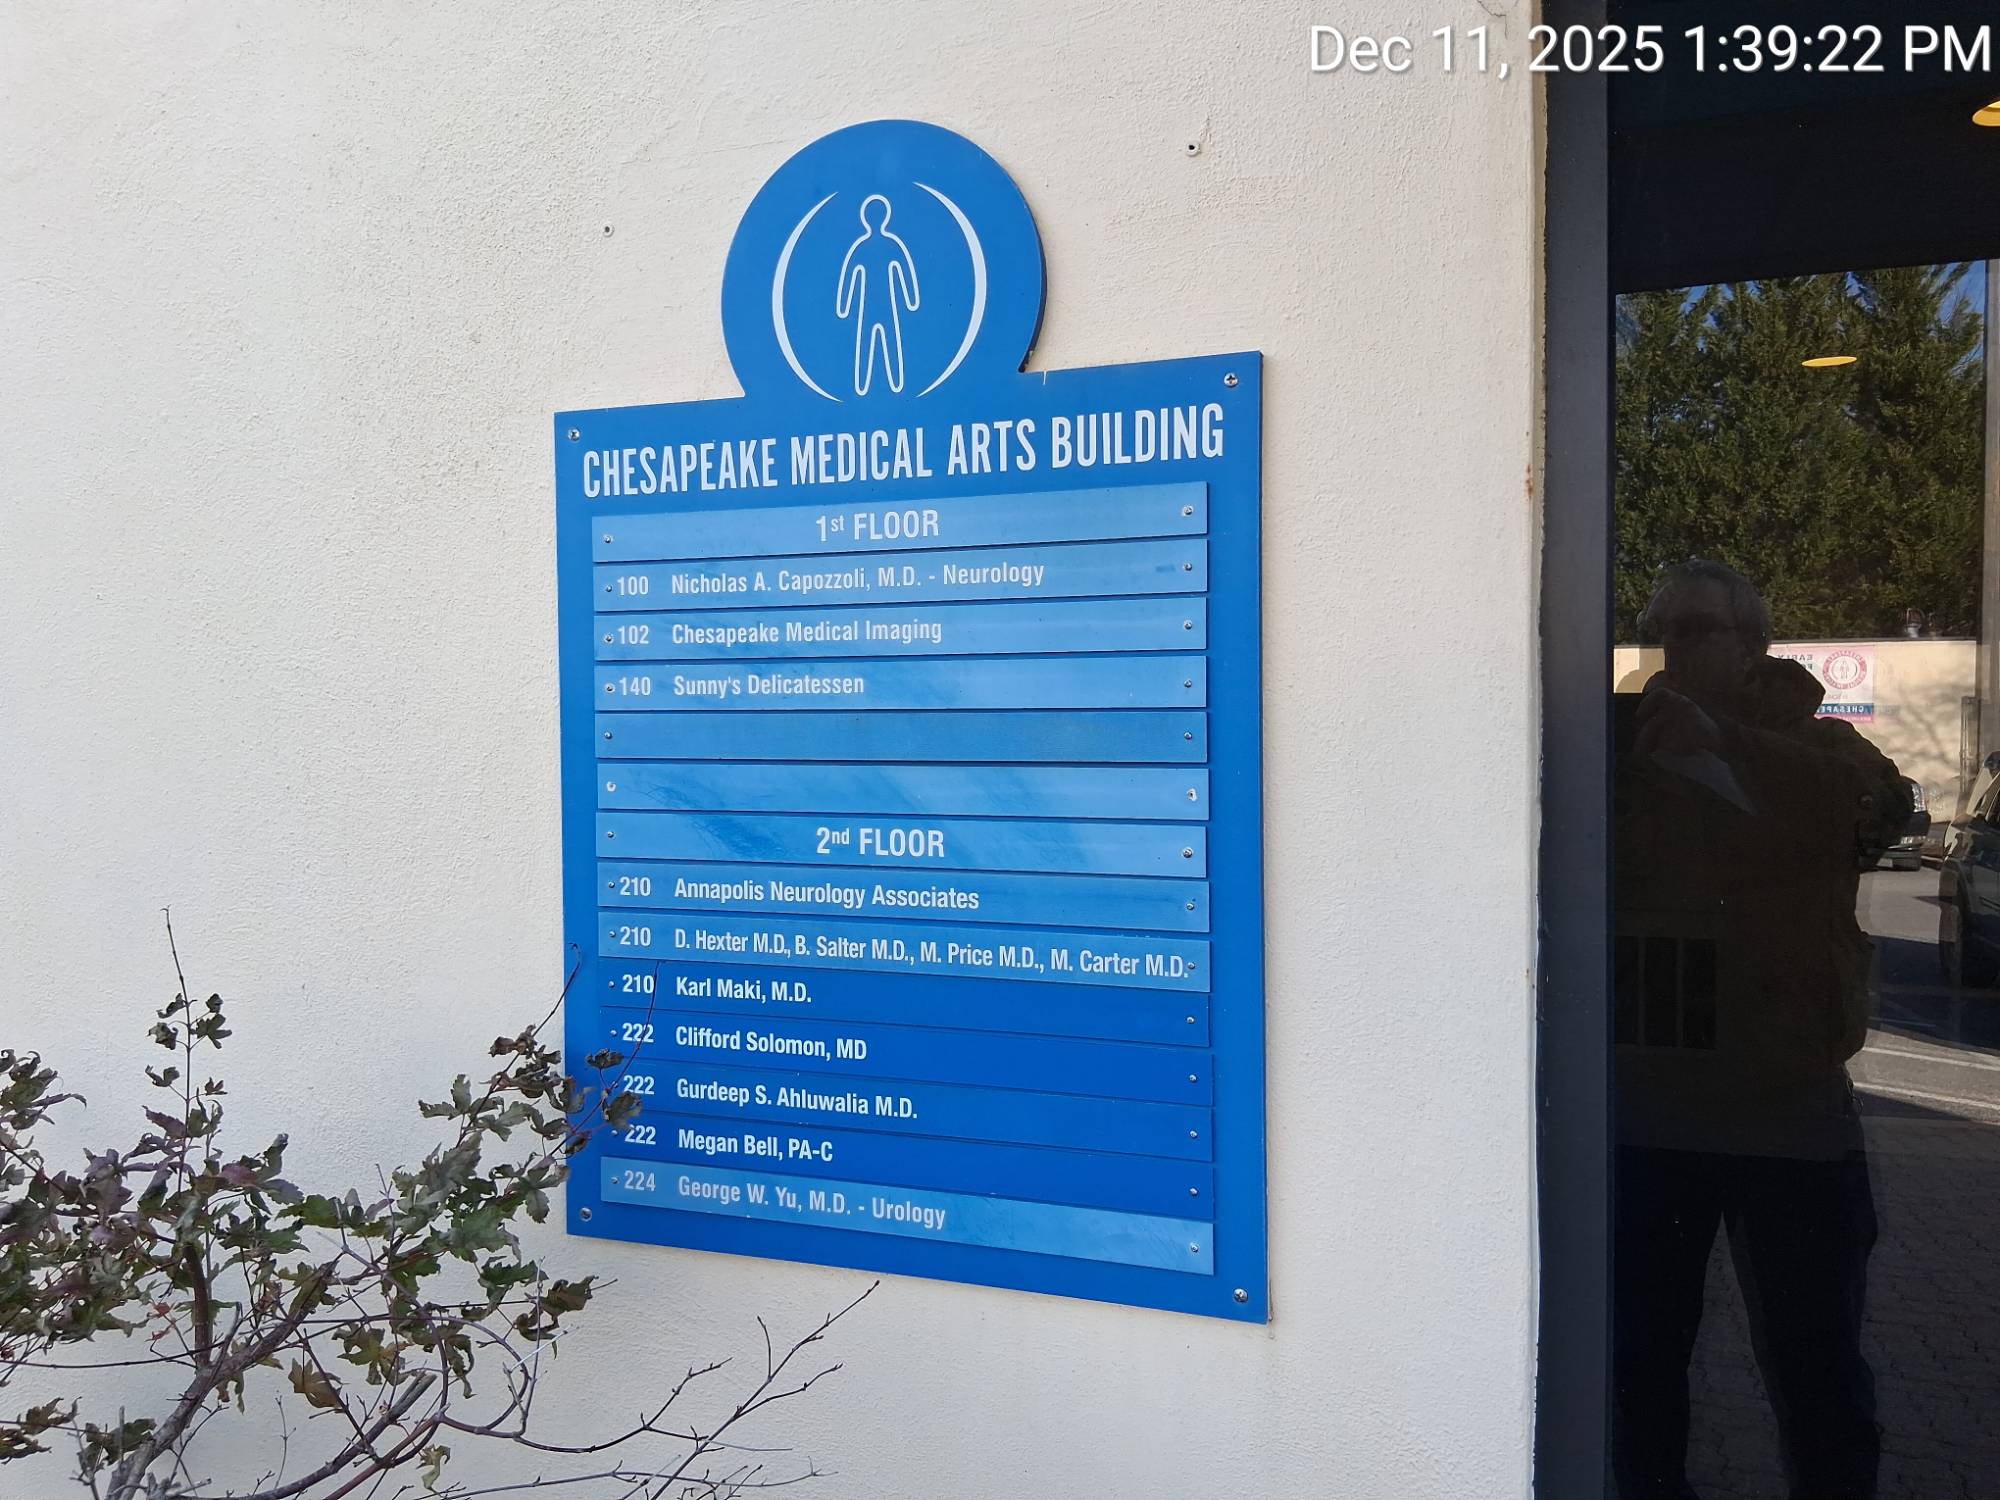 Dec 11, 2025 1:39:22 PM
CHESAPEAKE MEDICAL ARTS BUILDING
1st FLOOR
100 Nicholas A. Capozzoli, M.D. - Neurology
102 Chesapeake Medical Imaging
140 Sunny's Delicatessen
2nd FLOOR
210 Annapolis Neurology Associates
210 D. Hexter M.D., B. Salter M.D., M. Price M.D., M. Carter M.D.
210 Karl Maki, M.D.
222 Clifford Solomon, MD
222 Gurdeep S. Ahluwalia M.D.
222 Megan Bell, PA-C
224 George W. Yu, M.D. - Urology